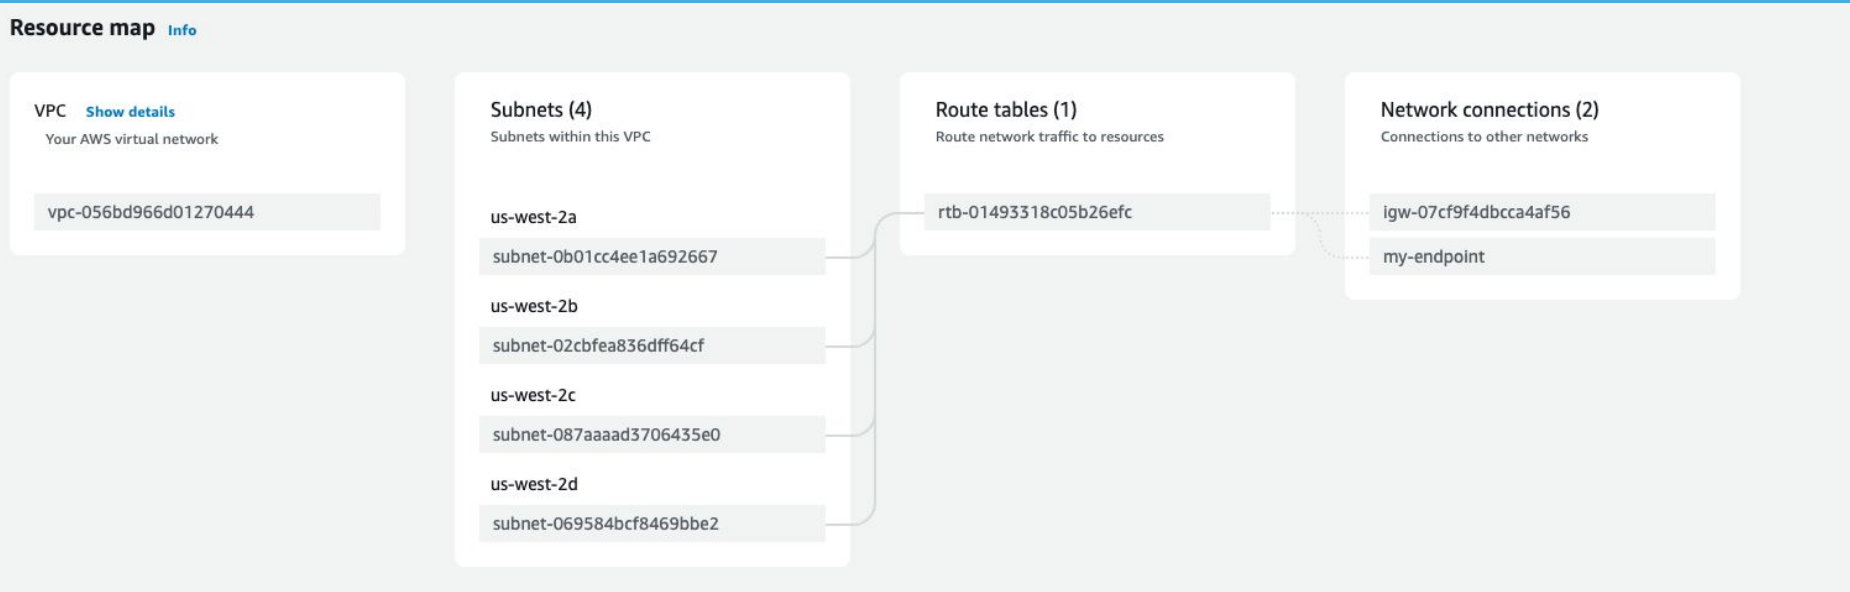 Resource map Info
VPC Show details
Your AWS virtual network
vpc-056bd966d01270444
Subnets (4)
Subnets within this VPC
us-west-2a
subnet-0b01cc4ee1a692667
us-west-2b
subnet-02cbfea836dff64cf
us-west-2c
subnet-087aaaad3706435e0
us-west-2d
subnet-069584bcf8469bbe2
Route tables (1)
Route network traffic to resources
rtb-01493318c05b26efc
Network connections (2)
Connections to other networks
igw-07cf9f4dbcca4af56
my-endpoint